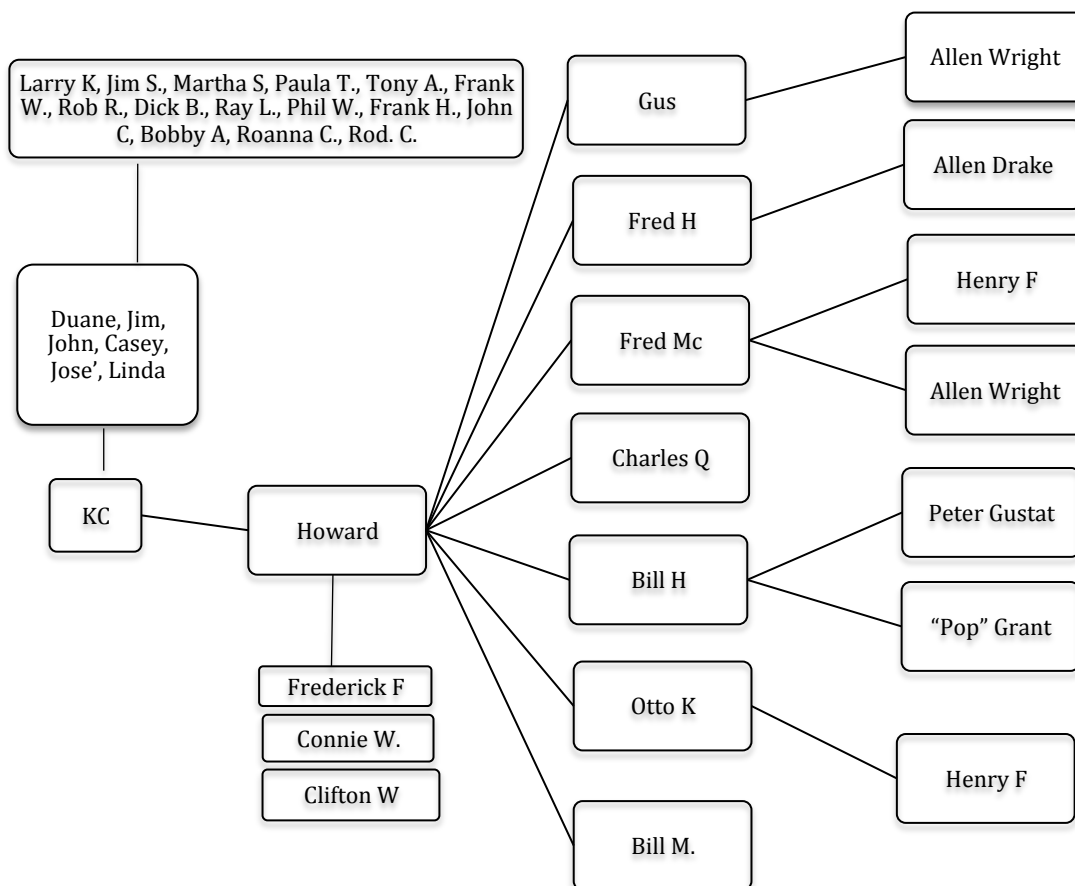 Larry K, Jim S., Martha S, Paula T., Tony A., Frank
W., Rob R., Dick B., Ray L., Phil W., Frank H., John
C, Bobby A, Roanna C., Rod. C.
Duane, Jim,
John, Casey,
Jose’, Linda
KC
Howard
Frederick F
Connie W.
Clifton W
Gus
Fred H
Fred Mc
Charles Q
Bill H
Otto K
Bill M.
Allen Wright
Allen Drake
Henry F
Allen Wright
Peter Gustat
“Pop” Grant
Henry F